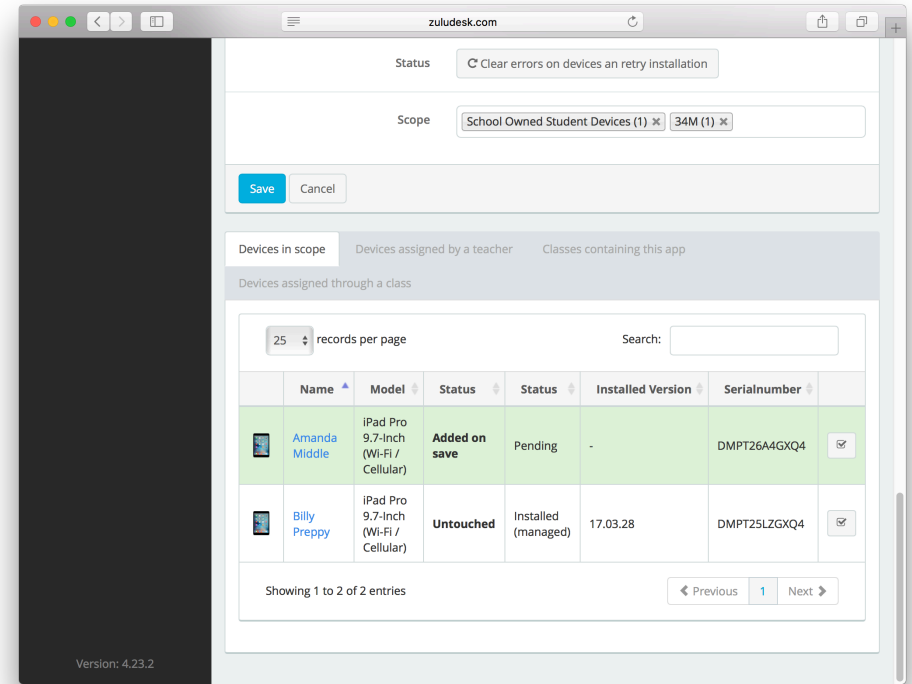 zuludesk.com
Status
Clear errors on devices an retry installation
Scope
School Owned Student Devices (1) ✖ 34M (1) ✖
Save Cancel
Devices in scope Devices assigned by a teacher Classes containing this app
Devices assigned through a class
25 records per page Search:
Name Model Status Status Installed Version Serialnumber
Amanda
Middle
iPad Pro
9.7-Inch
(Wi-Fi /
Cellular)
Added on
save
Pending
-
DMPT26A4GXQ4
Billy
Preppy
iPad Pro
9.7-Inch
(Wi-Fi /
Cellular)
Untouched
Installed
(managed)
17.03.28
DMPT25LZGXQ4
Showing 1 to 2 of 2 entries
Previous 1 Next
Version: 4.23.2